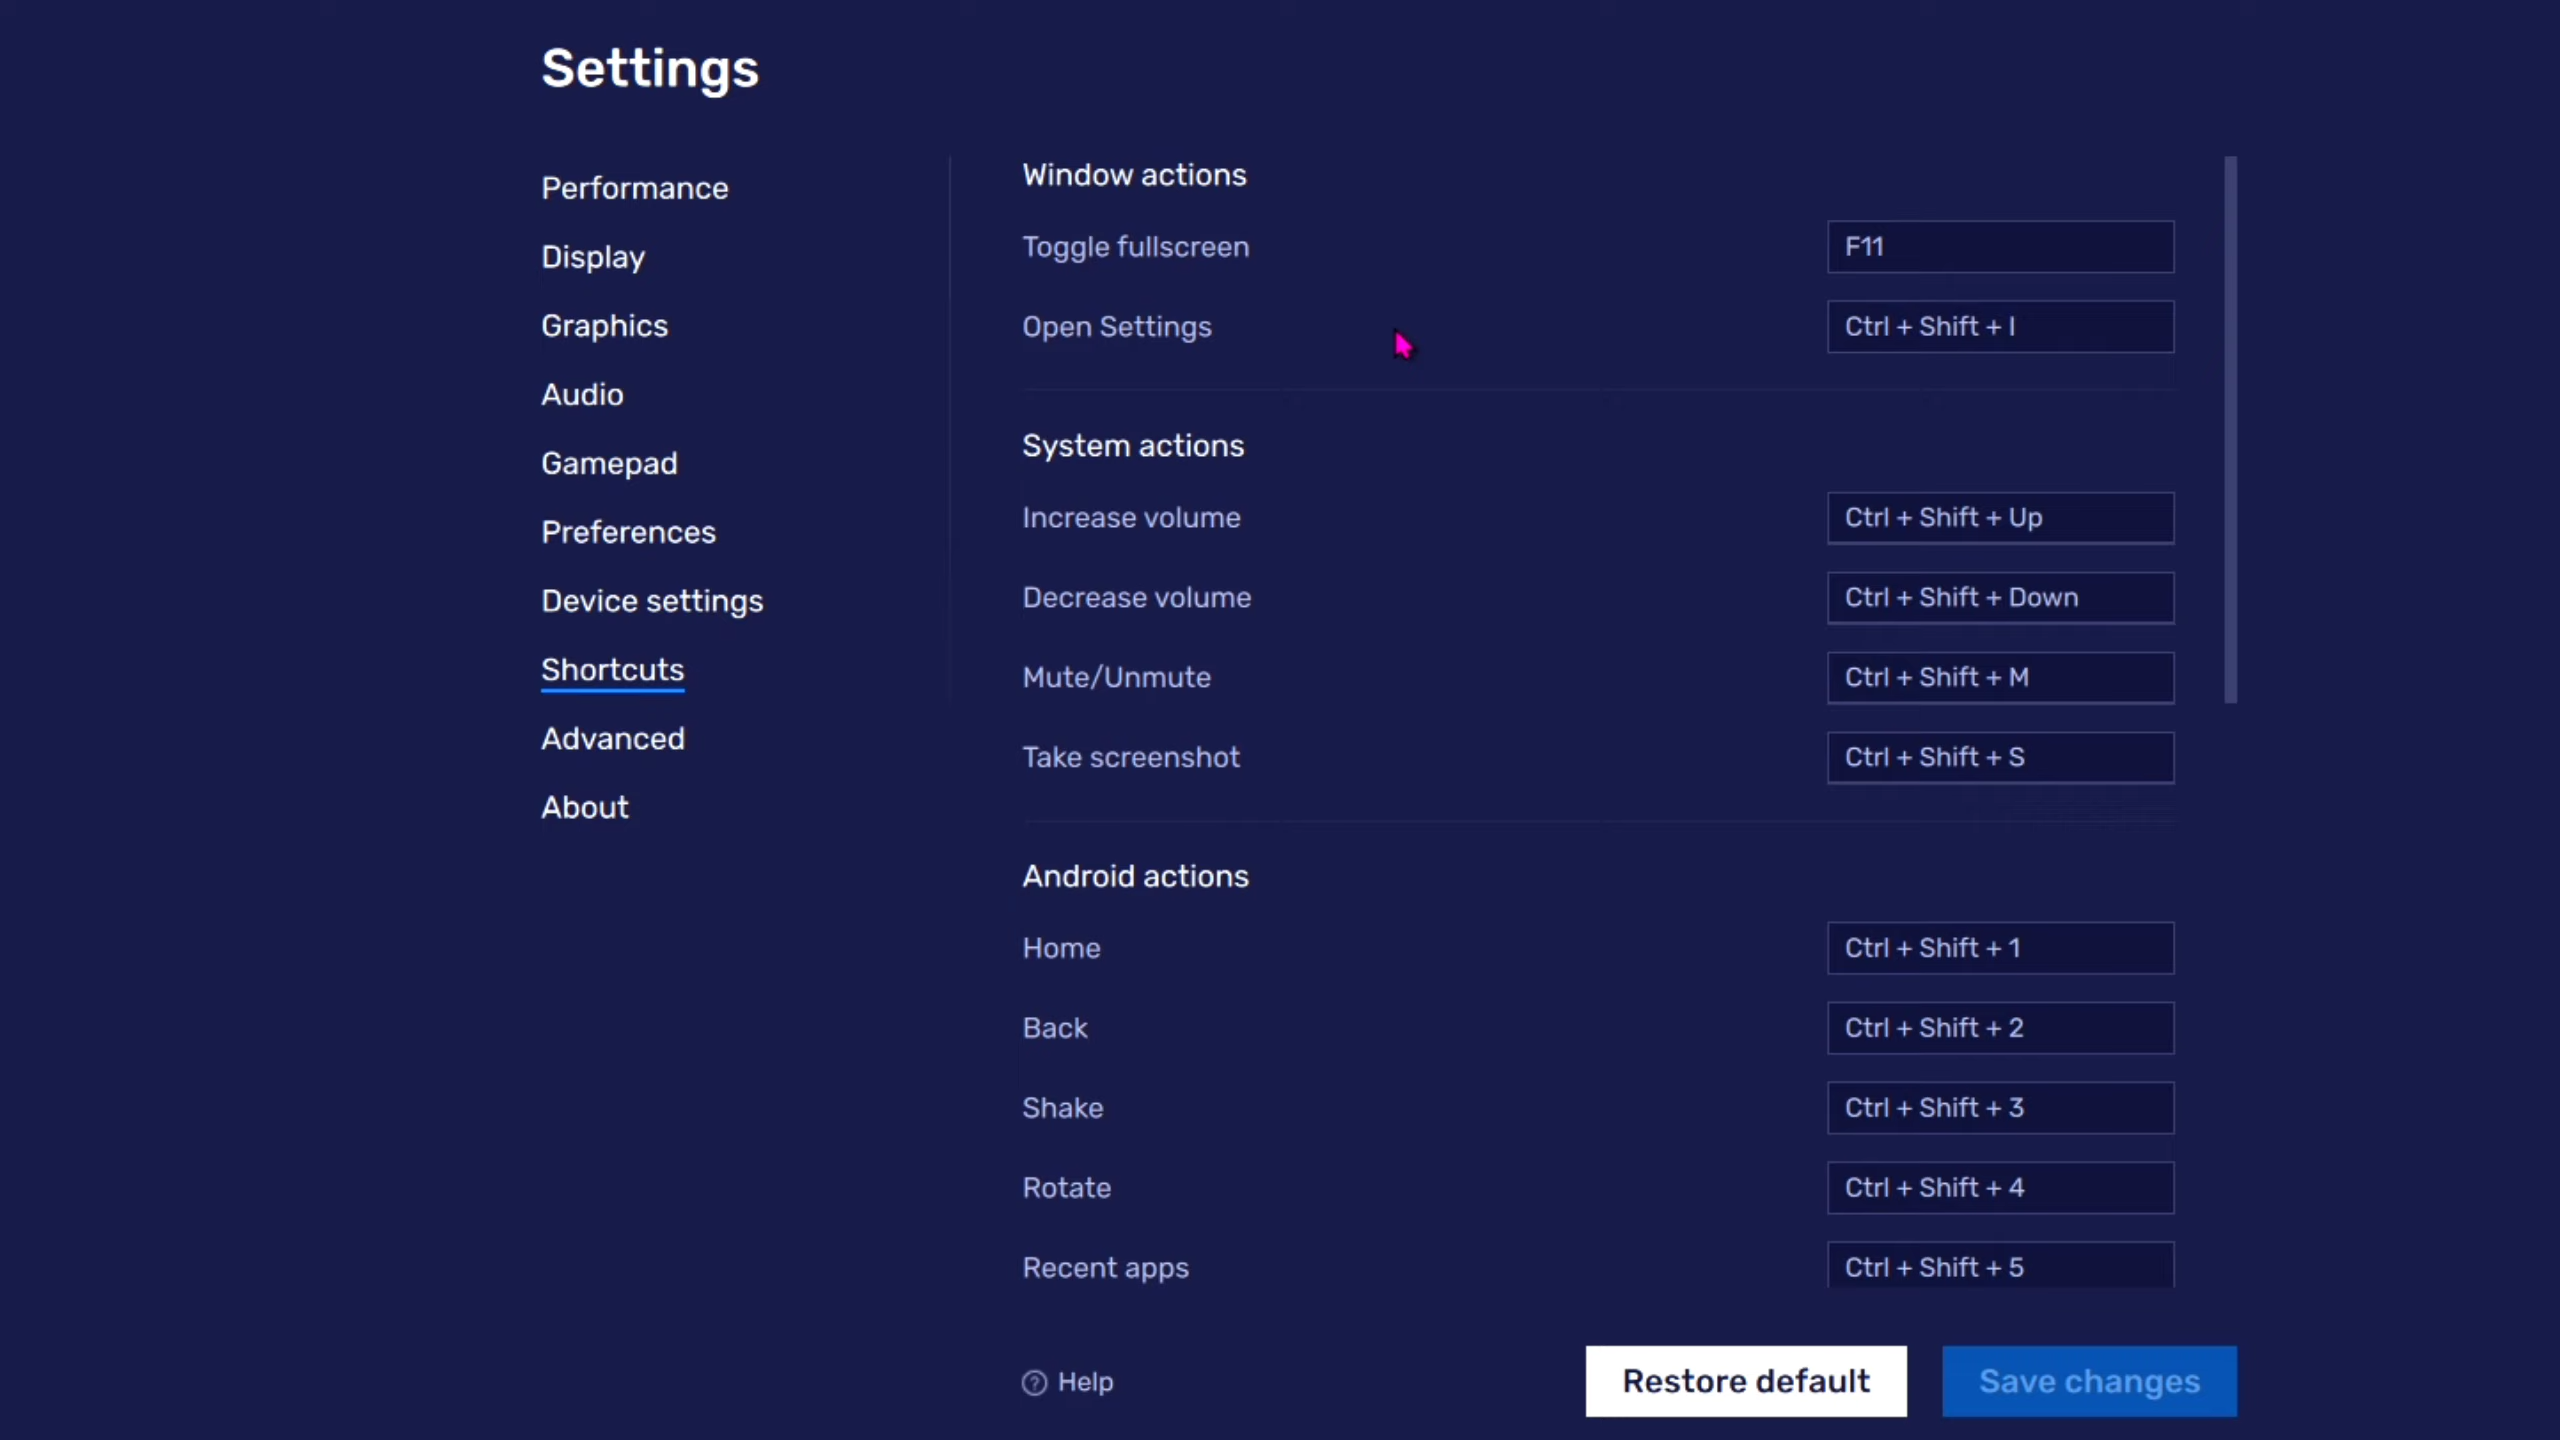 Settings
Performance
Display
Graphics
Audio
Gamepad
Preferences
Device settings
Shortcuts
Advanced
About
Window actions
Toggle fullscreen F11
Open Settings Ctrl + Shift + I
System actions
Increase volume Ctrl + Shift + Up
Decrease volume Ctrl + Shift + Down
Mute/Unmute Ctrl + Shift + M
Take screenshot Ctrl + Shift + S
Android actions
Home Ctrl + Shift + 1
Back Ctrl + Shift + 2
Shake Ctrl + Shift + 3
Rotate Ctrl + Shift + 4
Recent apps Ctrl + Shift + 5
? Help
Restore default
Save changes